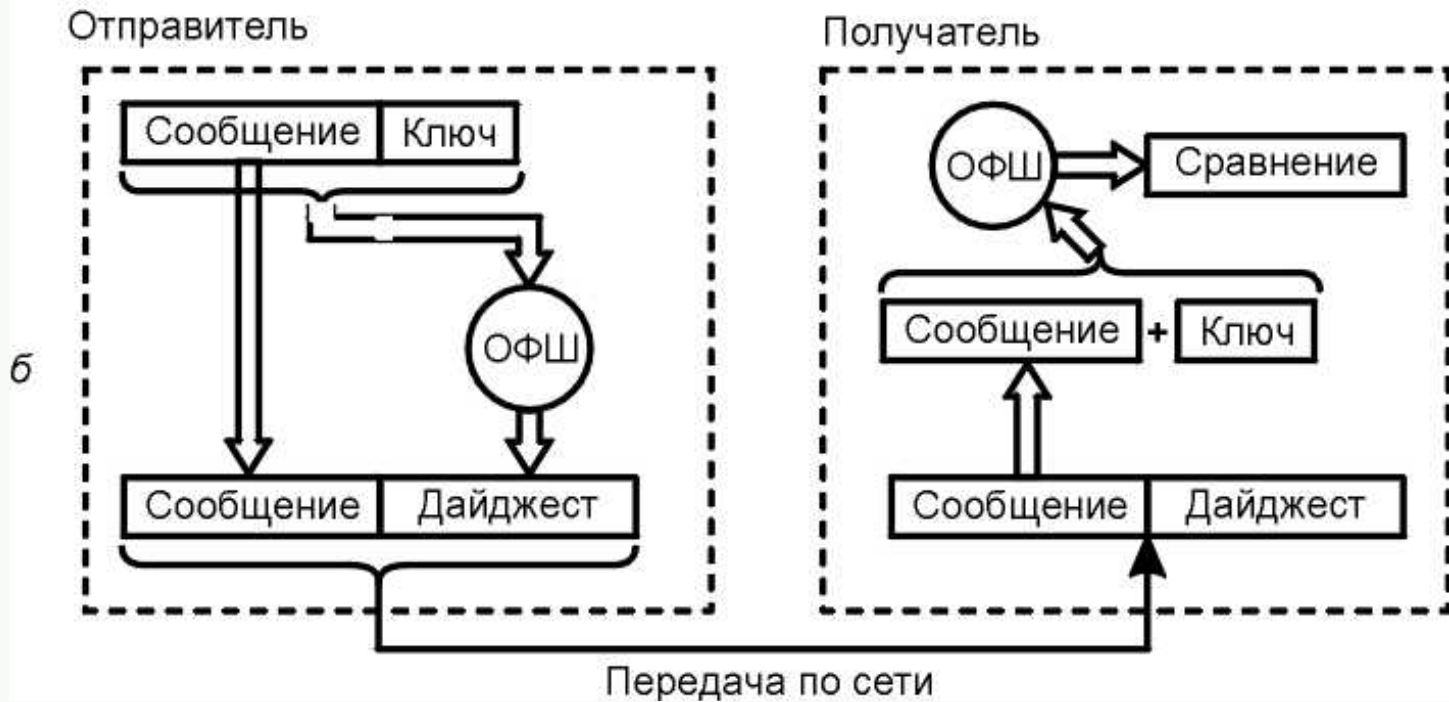 Отправитель
Сообщение Ключ
ОФШ
Сообщение Дайджест
б
Получатель
ОФШ Сравнение
Сообщение + Ключ
Сообщение Дайджест
Передача по сети